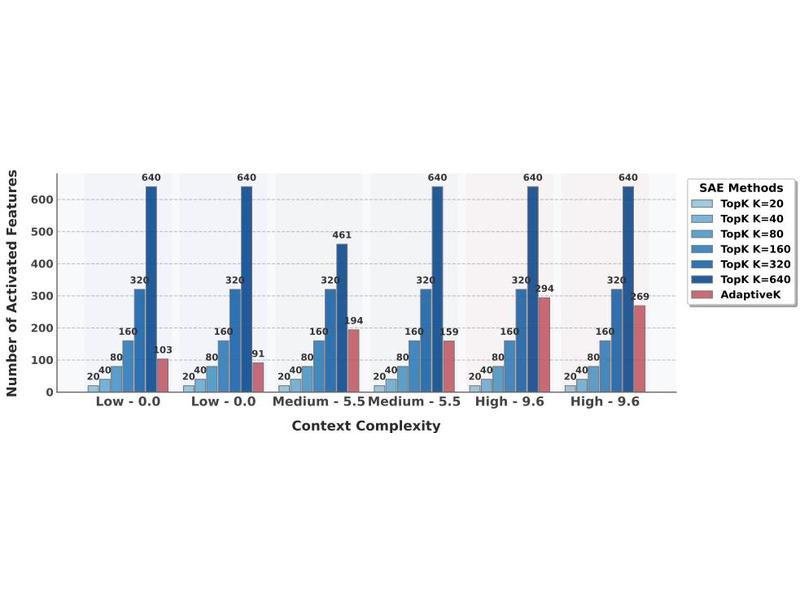 Number of Activated Features
600
500
400
300
200
100
0
20 40 80 160 320 640 103
20 40 80 160 320 640 91
20 40 80 160 320 461 194
20 40 80 160 320 640 159
20 40 80 160 320 640 294
20 40 80 160 320 640 269
Low - 0.0 Low - 0.0 Medium - 5.5 Medium - 5.5 High - 9.6 High - 9.6
Context Complexity
SAE Methods
TopK K=20
TopK K=40
TopK K=80
TopK K=160
TopK K=320
TopK K=640
AdaptiveK